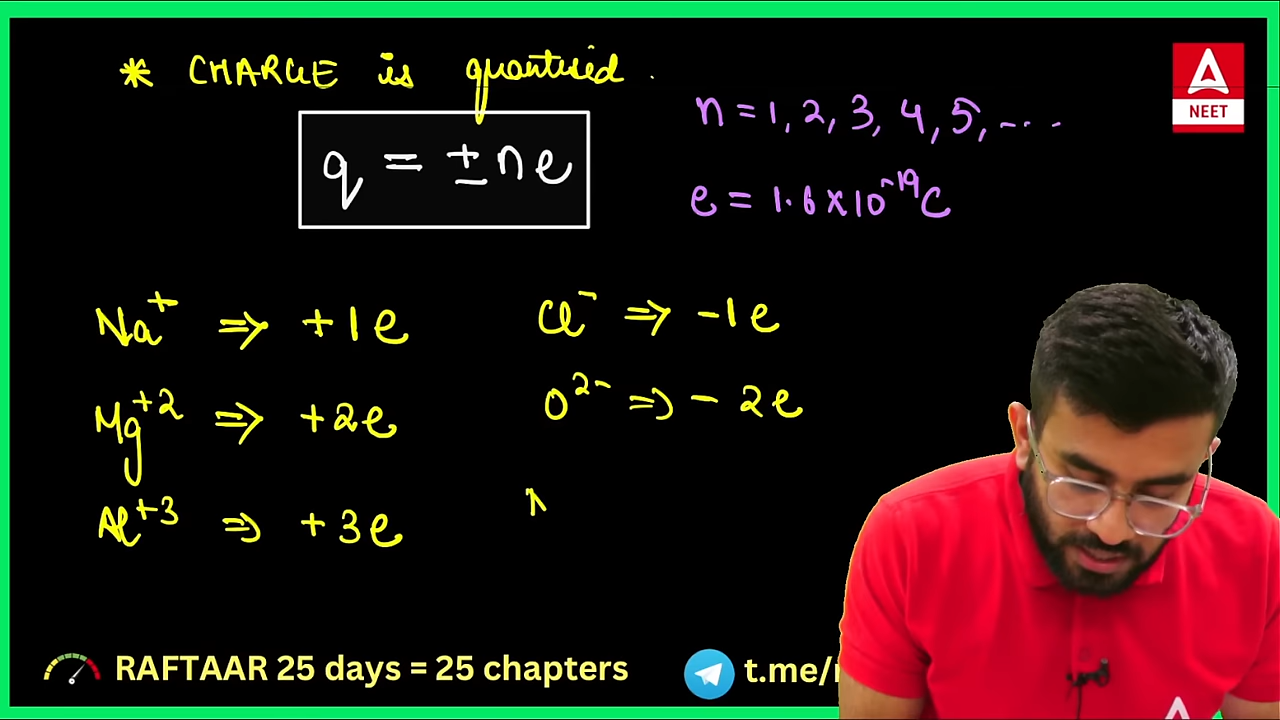 * CHARGE is quantised.
q = ±ne
n = 1, 2, 3, 4, 5, ....
e = 1.6×10⁻¹⁹C
NEET
Na⁺ ⇒ +1e
Cl⁻ ⇒ -1e
Mg⁺² ⇒ +2e
O²⁻ ⇒ - 2e
Al⁺³ ⇒ +3e
RAFTAAR 25 days = 25 chapters
t.me/